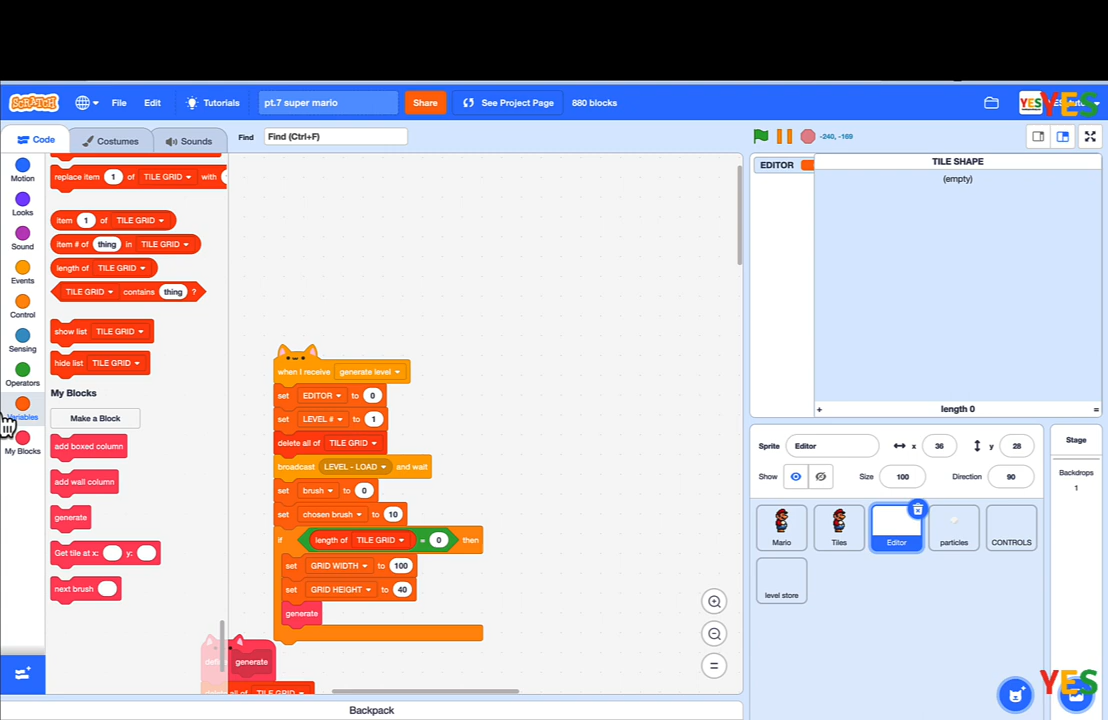 SCRATCH File Edit Tutorials pt.7 super mario Share See Project Page 880 blocks YES YES
Code Costumes Sounds Find Find (Ctrl+F) -240, -169
Motion
Looks
Sound
Events
Control
Sensing
Operators
Variables
My Blocks
replace item 1 of TILE GRID with
item 1 of TILE GRID
item # of thing in TILE GRID
length of TILE GRID
TILE GRID contains thing ?
show list TILE GRID
hide list TILE GRID
My Blocks
Make a Block
add boxed column
add wall column
generate
Get tile at x: y:
next brush
when I receive generate level
set EDITOR to 0
set LEVEL # to 1
delete all of TILE GRID
broadcast LEVEL - LOAD and wait
set brush to 0
set chosen brush to 10
if length of TILE GRID = 0 then
set GRID WIDTH to 100
set GRID HEIGHT to 40
generate
define generate
delete all of TILE GRID
Backpack
EDITOR
TILE SHAPE
(empty)
+ length 0 =
Sprite Editor x 36 y 28
Show Size 100 Direction 90
Mario Tiles Editor particles CONTROLS
level store
Stage
Backdrops
1
YES